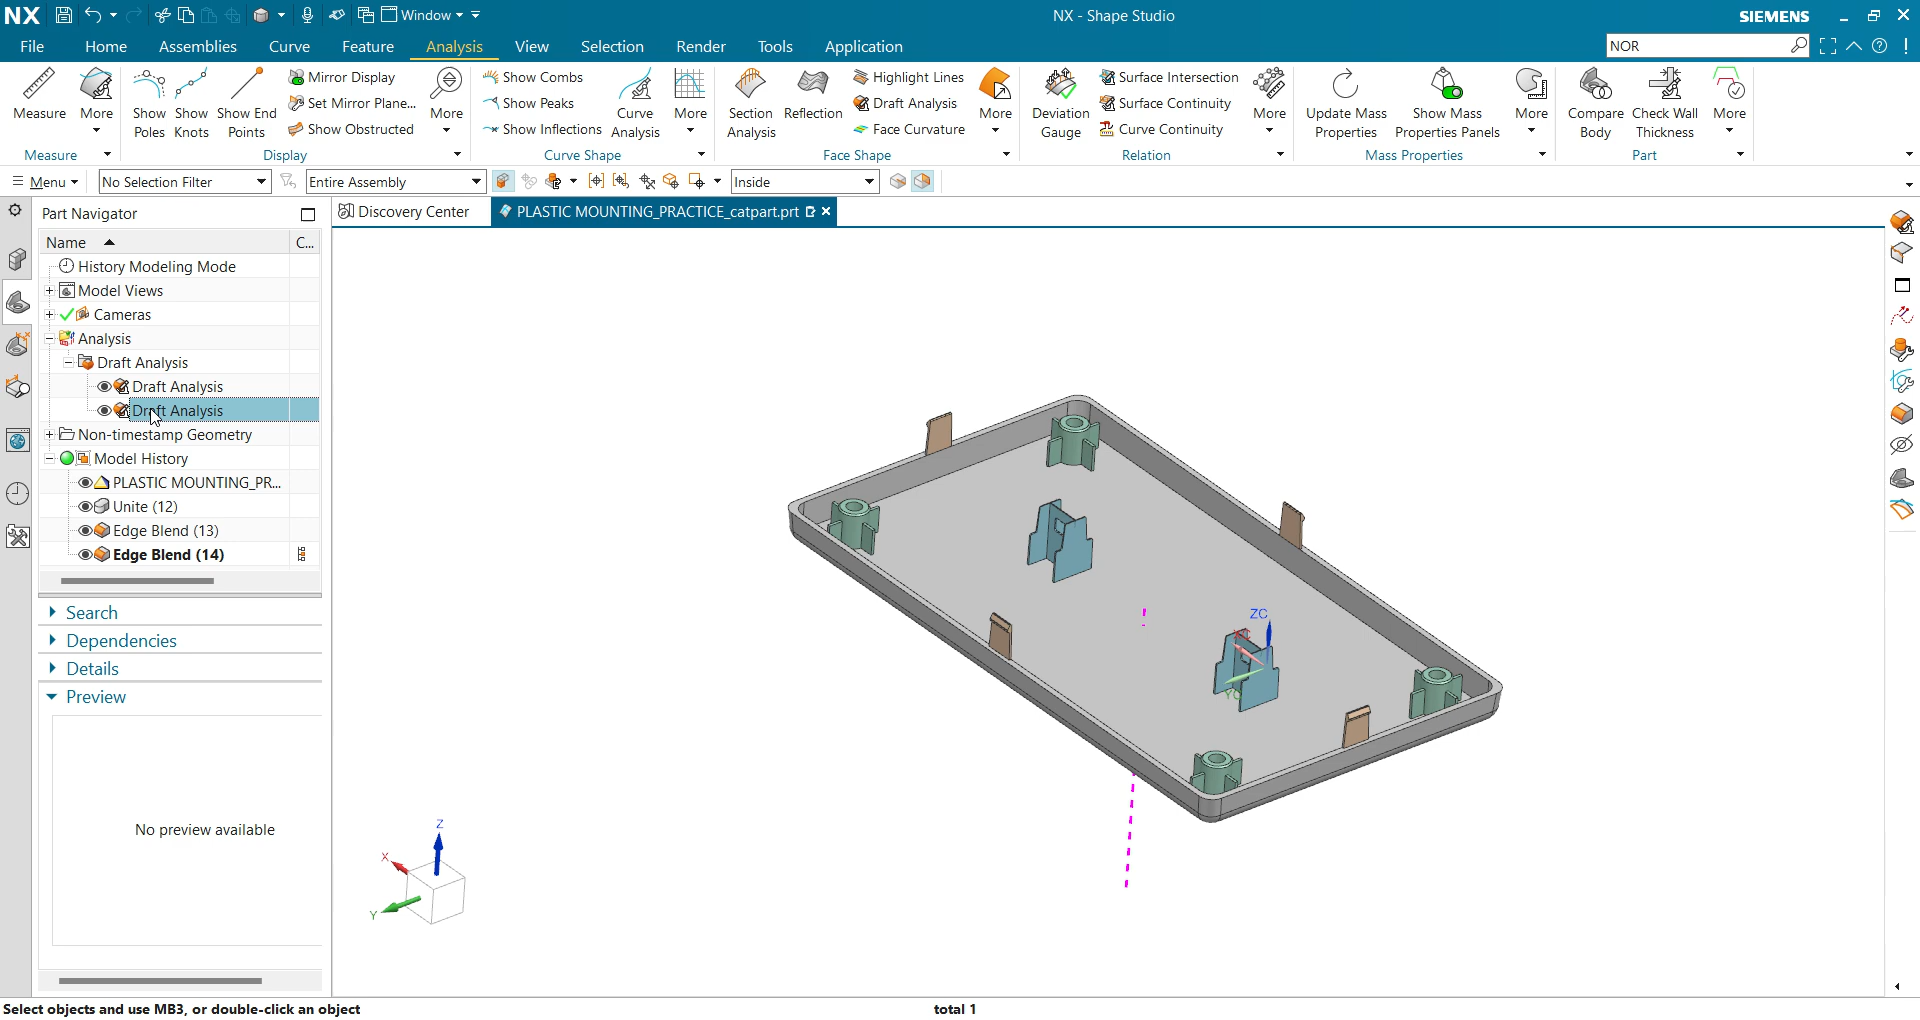 NX
Window
NX - Shape Studio
SIEMENS
File Home Assemblies Curve Feature Analysis View Selection Render Tools Application
NOR
Measure More
Show Poles
Show Knots
Show End Points
Mirror Display
Set Mirror Plane...
Show Obstructed
More
Show Combs
Show Peaks
Show Inflections
Curve Analysis
More
Section Analysis
Reflection
Highlight Lines
Draft Analysis
Face Curvature
More
Deviation Gauge
Surface Intersection
Surface Continuity
Curve Continuity
More
Update Mass Properties
Show Mass Properties Panels
More
Compare Body
Check Wall Thickness
More
Measure Display Curve Shape Face Shape Relation Mass Properties Part
Menu No Selection Filter Entire Assembly Inside
Part Navigator
Discovery Center
PLASTIC MOUNTING_PRACTICE_catpart.prt
Name C...
History Modeling Mode
Model Views
Cameras
Analysis
Draft Analysis
Draft Analysis
Draft Analysis
Non-timestamp Geometry
Model History
PLASTIC MOUNTING_PR...
Unite (12)
Edge Blend (13)
Edge Blend (14)
Search
Dependencies
Details
Preview
No preview available
ZC
Z
X
Y
Select objects and use MB3, or double-click an object
total 1